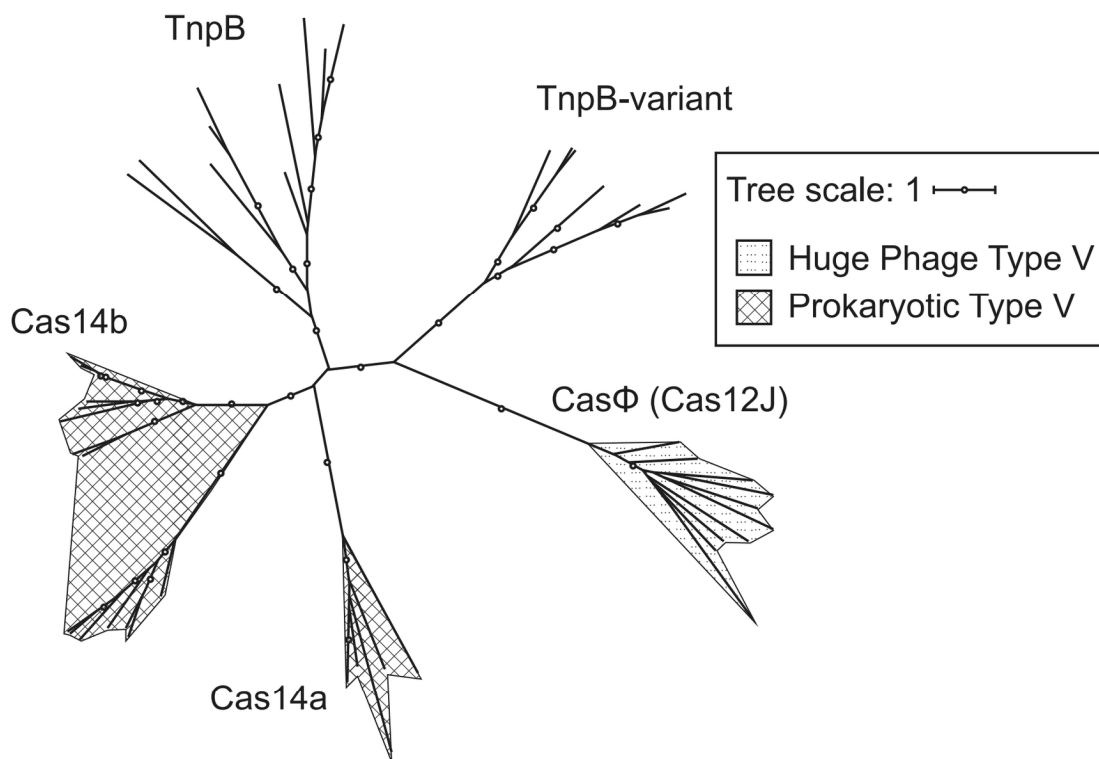 TnpB
TnpB-variant
Tree scale: 1
Huge Phage Type V
Prokaryotic Type V
Cas14b
CasΦ (Cas12J)
Cas14a